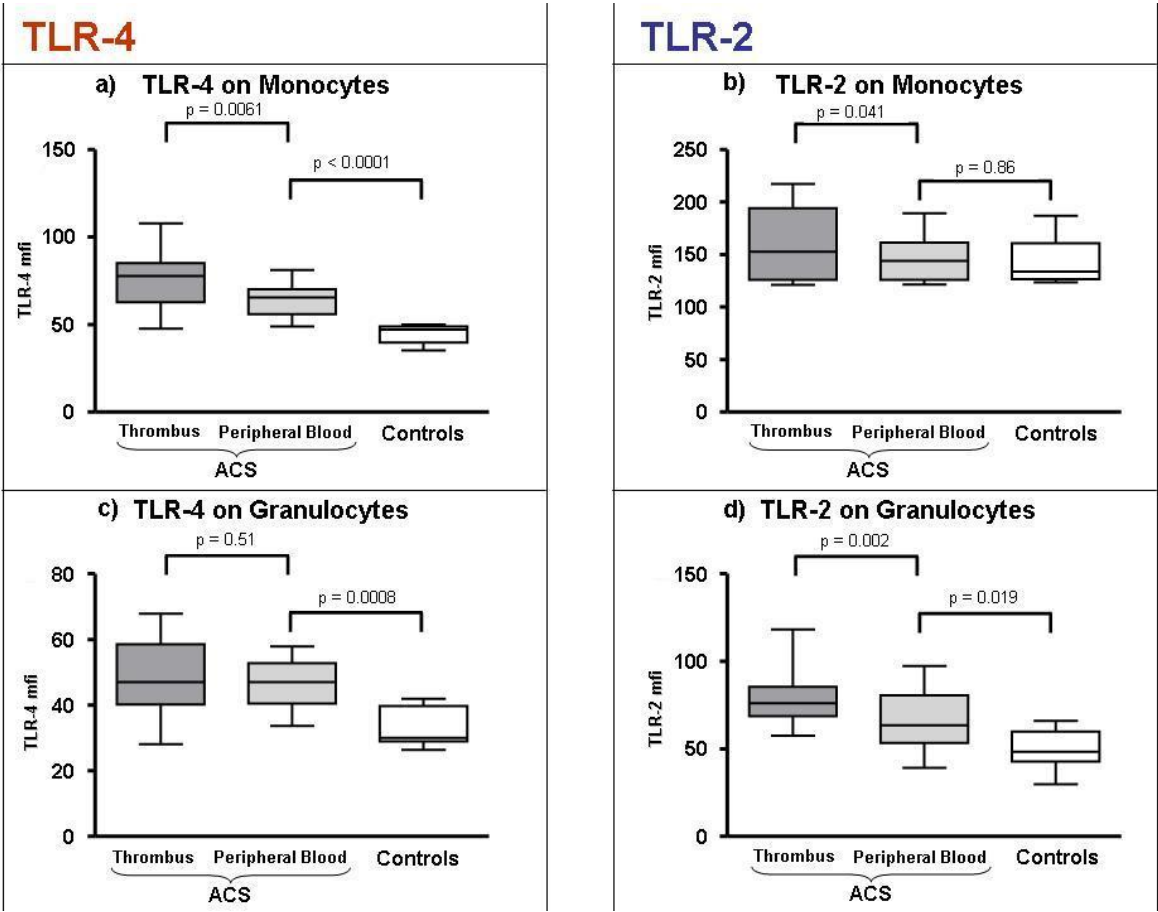 TLR-4
TLR-2
a) TLR-4 on Monocytes
p = 0.0061
p < 0.0001
150
100
50
0
TLR-4 mfi
Thrombus Peripheral Blood Controls
ACS
b) TLR-2 on Monocytes
p = 0.041
p = 0.86
250
200
150
100
50
0
TLR-2 mfi
Thrombus Peripheral Blood Controls
ACS
c) TLR-4 on Granulocytes
p = 0.51
p = 0.0008
80
60
40
20
0
TLR-4 mfi
Thrombus Peripheral Blood Controls
ACS
d) TLR-2 on Granulocytes
p = 0.002
p = 0.019
150
100
50
0
TLR-2 mfi
Thrombus Peripheral Blood Controls
ACS